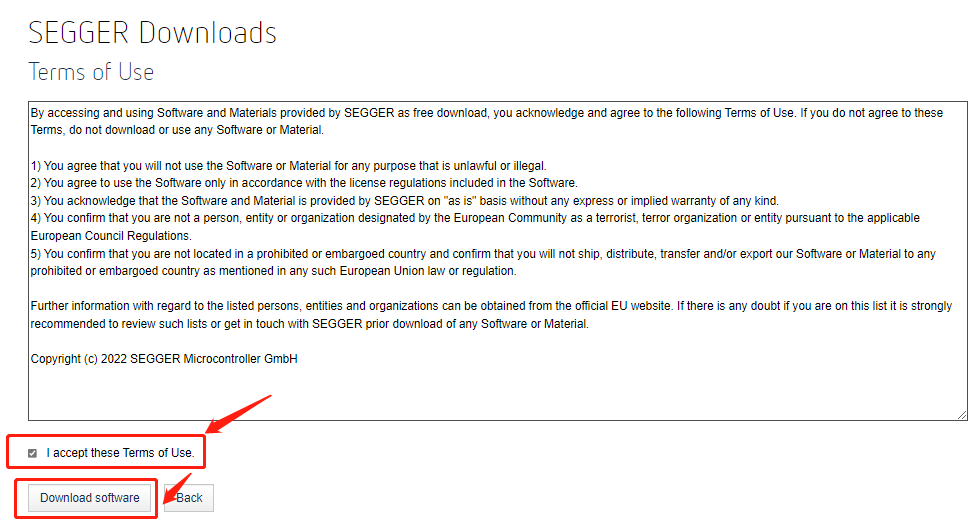 SEGGER Downloads
Terms of Use
By accessing and using Software and Materials provided by SEGGER as free download, you acknowledge and agree to the following Terms of Use. If you do not agree to these
Terms, do not download or use any Software or Material.
1) You agree that you will not use the Software or Material for any purpose that is unlawful or illegal.
2) You agree to use the Software only in accordance with the license regulations included in the Software.
3) You acknowledge that the Software and Material is provided by SEGGER on "as is" basis without any express or implied warranty of any kind.
4) You confirm that you are not a person, entity or organization designated by the European Community as a terrorist, terror organization or entity pursuant to the applicable
European Council Regulations.
5) You confirm that you are not located in a prohibited or embargoed country and confirm that you will not ship, distribute, transfer and/or export our Software or Material to any
prohibited or embargoed country as mentioned in any such European Union law or regulation.
Further information with regard to the listed persons, entities and organizations can be obtained from the official EU website. If there is any doubt if you are on this list it is strongly
recommended to review such lists or get in touch with SEGGER prior download of any Software or Material.
Copyright (c) 2022 SEGGER Microcontroller GmbH
I accept these Terms of Use.
Download software Back